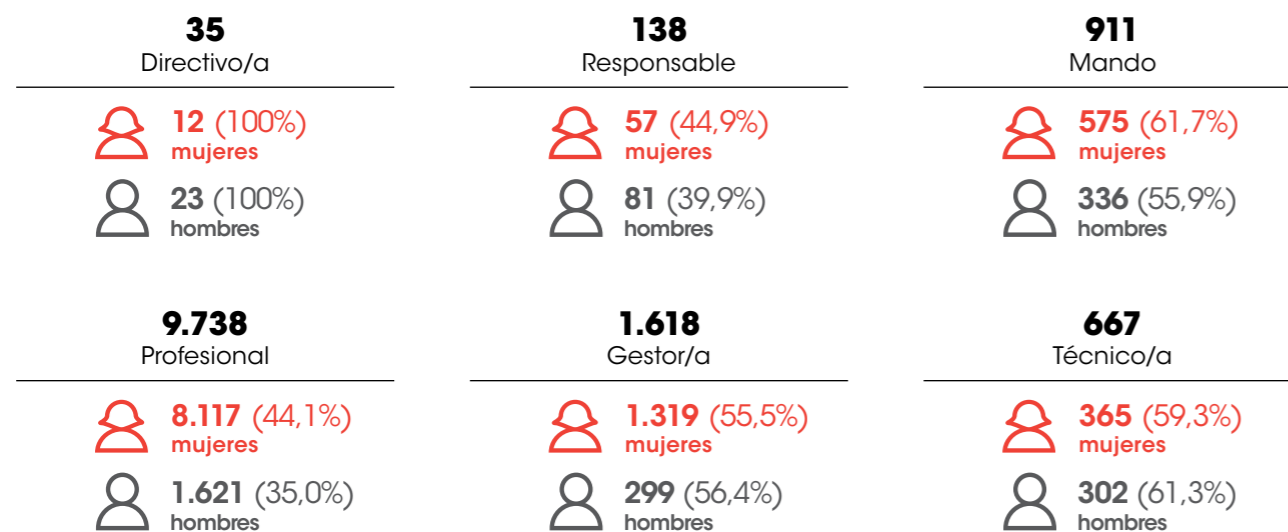 35
Directivo/a
12 (100%)
mujeres
23 (100%)
hombres
138
Responsable
57 (44,9%)
mujeres
81 (39,9%)
hombres
911
Mando
575 (61,7%)
mujeres
336 (55,9%)
hombres
9.738
Profesional
8.117 (44,1%)
mujeres
1.621 (35,0%)
hombres
1.618
Gestor/a
1.319 (55,5%)
mujeres
299 (56,4%)
hombres
667
Técnico/a
365 (59,3%)
mujeres
302 (61,3%)
hombres